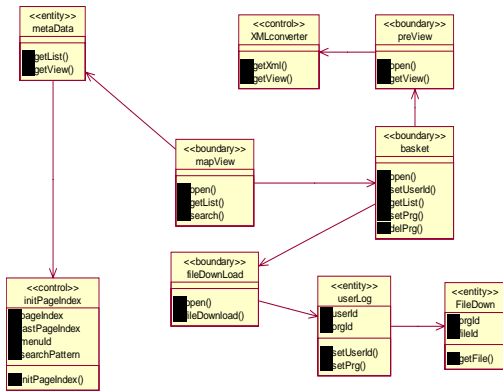 <<entity>>
metaData
getList()
getView()
<<control>>
XMLconverter
getXml()
getView()
<<boundary>>
preView
open()
getView()
<<boundary>>
mapView
open()
getList()
search()
<<boundary>>
basket
open()
setUserId()
getList()
setPrg()
delPrg()
<<control>>
initPageIndex
pageIndex
lastPageIndex
menuId
searchPattern
initPageIndex()
<<boundary>>
fileDownLoad
open()
fileDownload()
<<entity>>
userLog
userId
prgId
setUserId()
setPrg()
<<entity>>
FileDown
prgId
fileId
getFile()